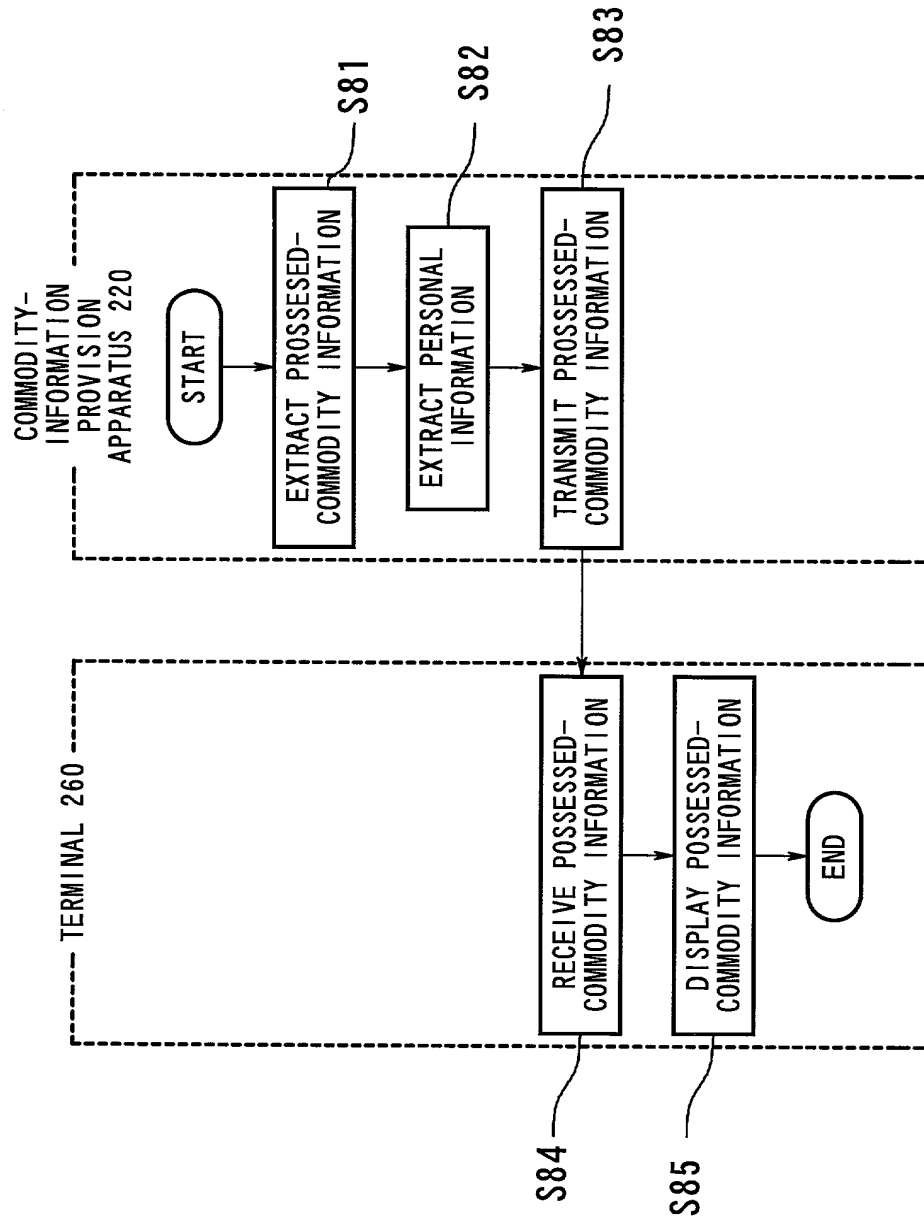 COMMODITY-
INFORMATION
PROVISION
APPARATUS 220
TERMINAL 260
START
EXTRACT PROSSESED-
COMMODITY INFORMATION
S81
EXTRACT PERSONAL
INFORMATION
S82
TRANSMIT PROSSESSED-
COMMODITY INFORMATION
S83
S84
RECEIVE POSSESSED-
COMMODITY INFORMATION
S85
DISPLAY POSSESSED-
COMMODITY INFORMATION
END